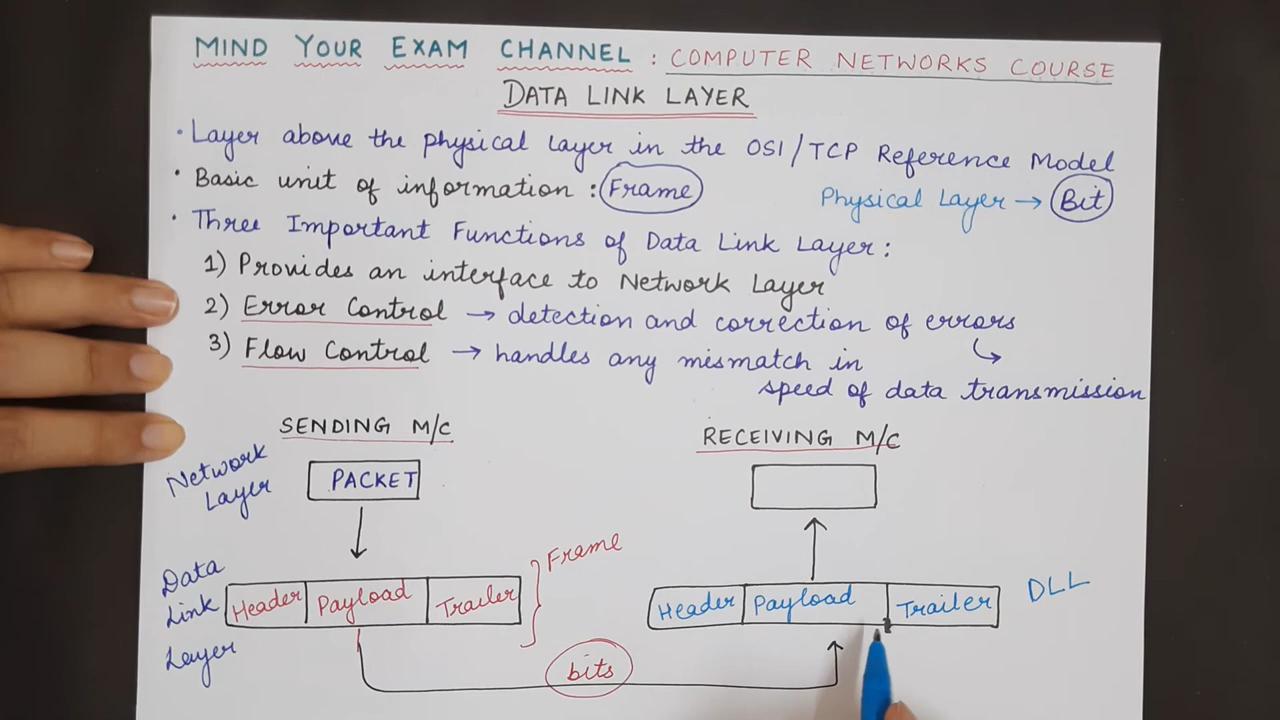 MIND YOUR EXAM CHANNEL : COMPUTER NETWORKS COURSE
DATA LINK LAYER
• Layer above the physical layer in the OSI/TCP Reference Model
• Basic unit of information : Frame
Physical Layer → Bit
• Three Important Functions of Data Link Layer :
1) Provides an interface to Network Layer
2) Error Control → detection and correction of errors
3) Flow Control → handles any mismatch in
speed of data transmission
SENDING M/C
RECEIVING M/C
Network
Layer
PACKET
Frame
Data
Link
Layer
Header Payload Trailer
Header Payload Trailer
DLL
bits